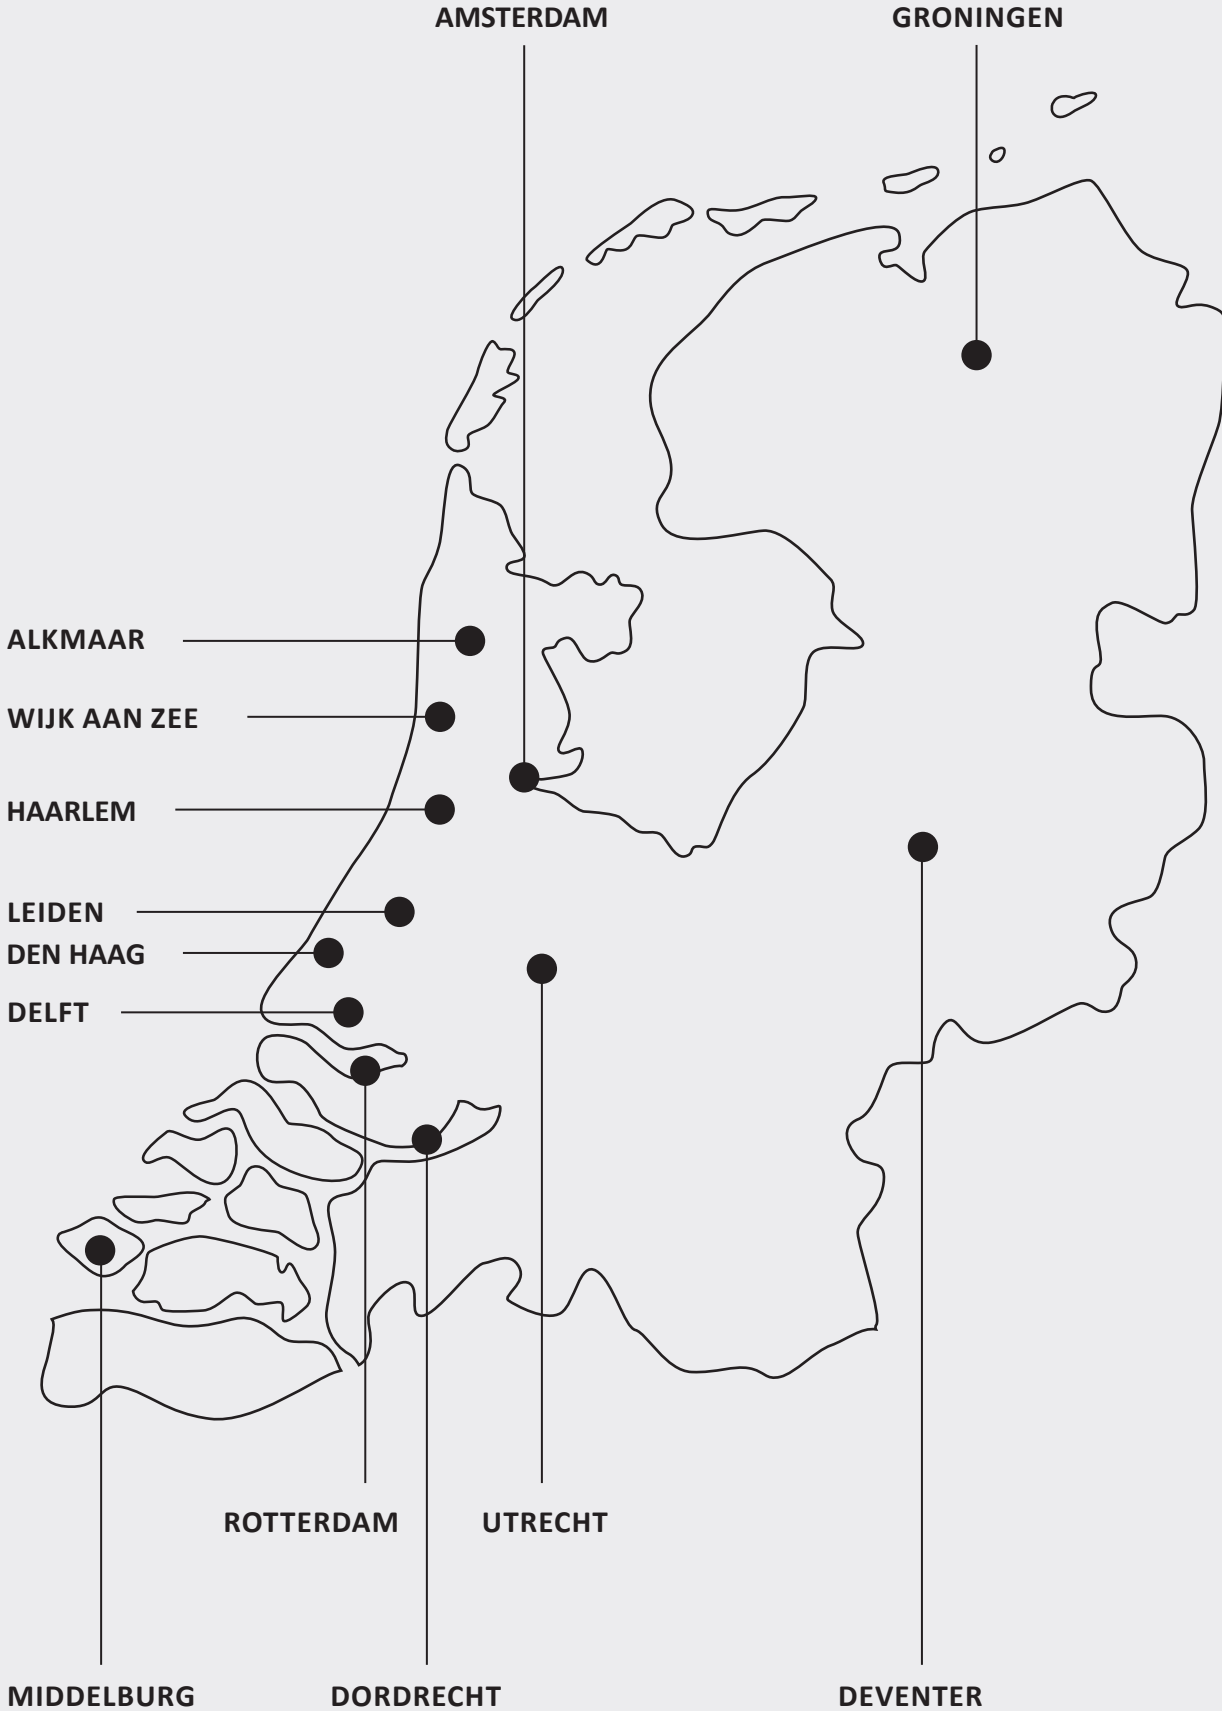 AMSTERDAM
GRONINGEN
ALKMAAR
WIJK AAN ZEE
HAARLEM
LEIDEN
DEN HAAG
DELFT
ROTTERDAM
UTRECHT
MIDDELBURG
DORDRECHT
DEVENTER